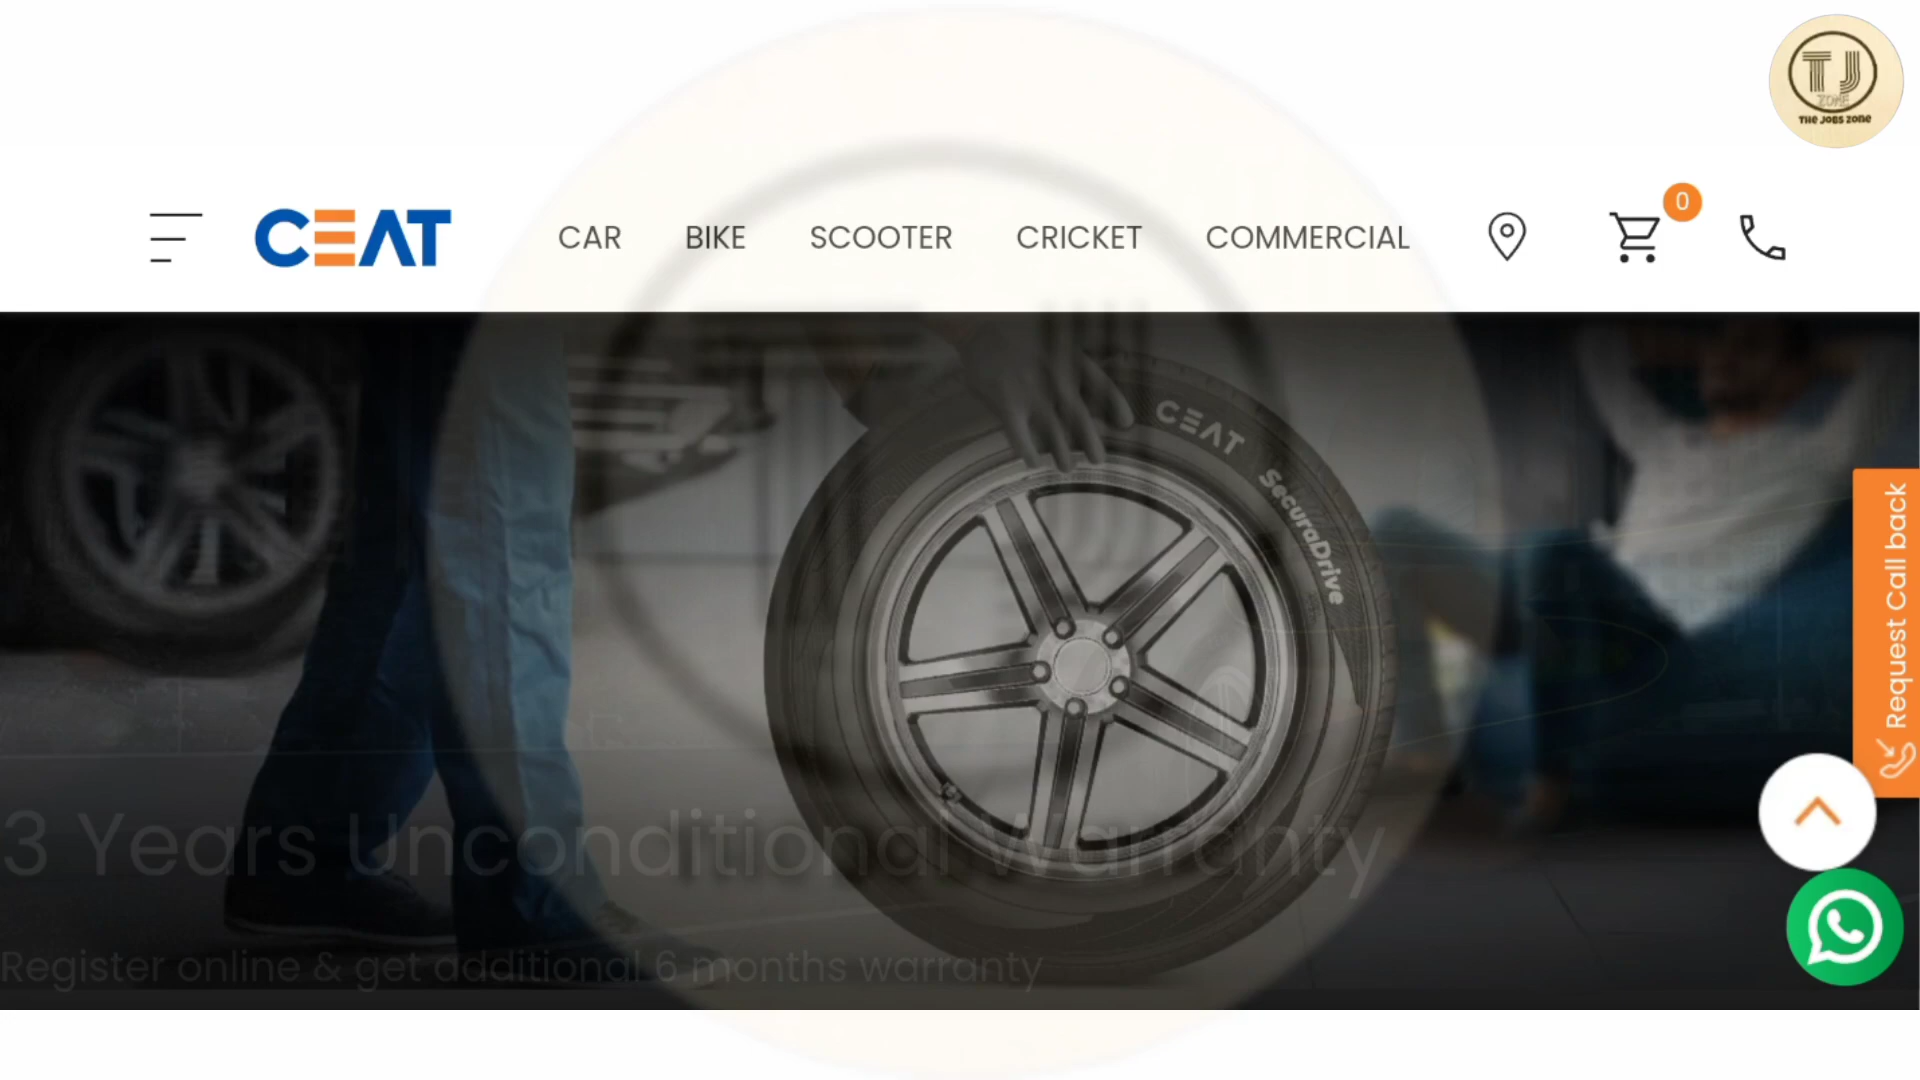 TJ
ZONE
THE JOBS ZONE
CEAT
CAR
BIKE
SCOOTER
CRICKET
COMMERCIAL
0
CEAT
SecuraDrive
Request Call back
3 Years Unconditional Warranty
Register online & get additional 6 months warranty